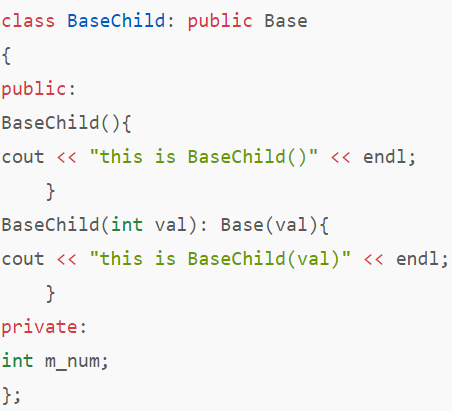 class BaseChild: public Base
{
public:
BaseChild(){
cout << "this is BaseChild()" << endl;
    }
BaseChild(int val): Base(val){
cout << "this is BaseChild(val)" << endl;
    }
private:
int m_num;
};